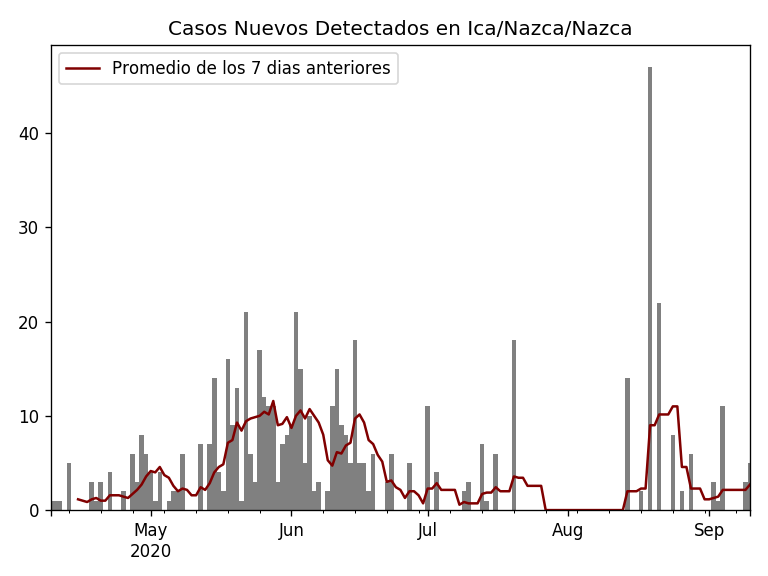 Casos Nuevos Detectados en Ica/Nazca/Nazca
Promedio de los 7 dias anteriores
40
30
20
10
0
May Jun Jul Aug Sep
2020